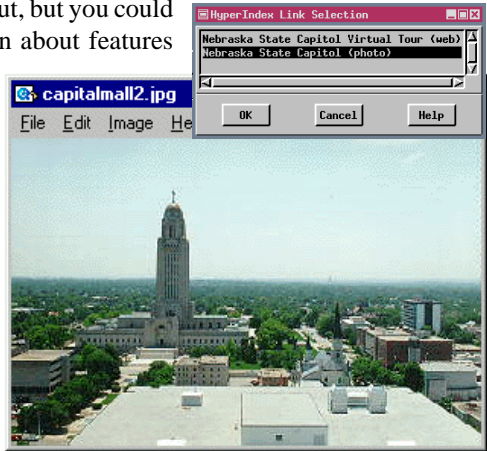 ut, but you could
n about features
HyperIndex Link Selection
Nebraska State Capitol Virtual Tour (web)
Nebraska State Capitol (photo)
OK Cancel Help
capitalmall2.jpg
File Edit Image He